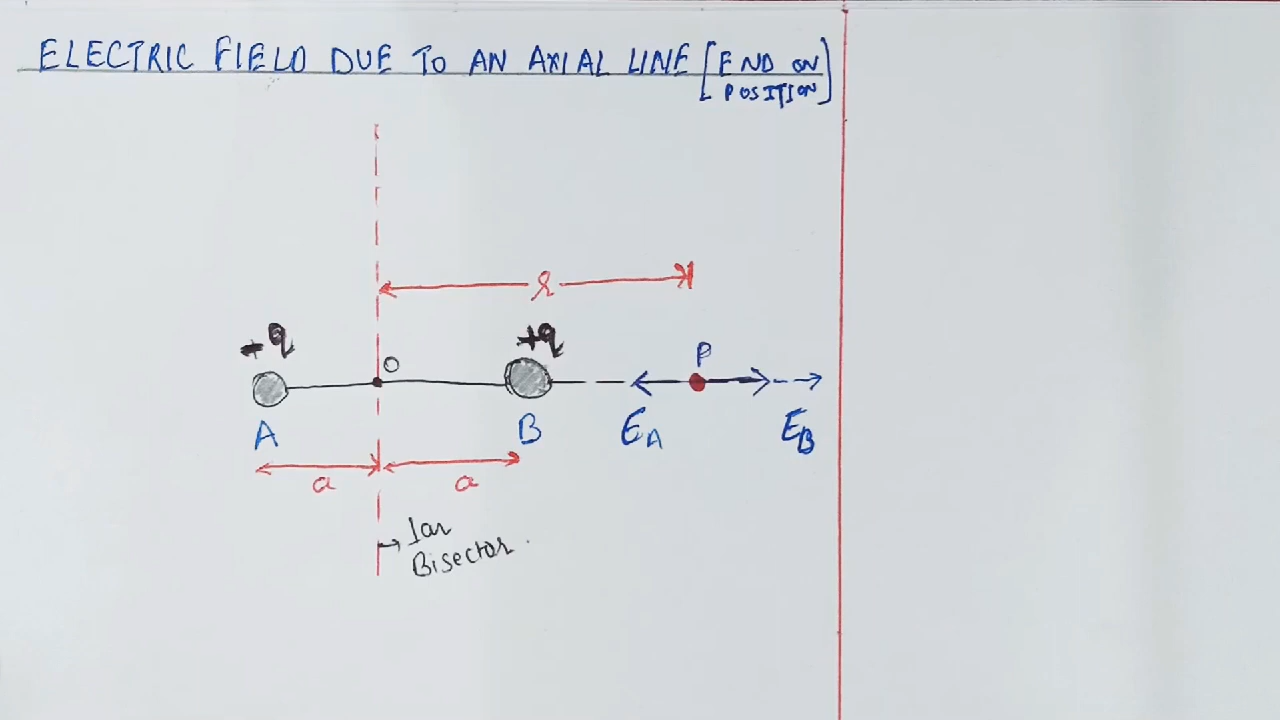 ELECTRIC FIELD DUE TO AN AXIAL LINE [END ON
POSITION]
r
-q
+q
O
P
A
B
E_A
E_B
a
a
⊥ar
Bisector.